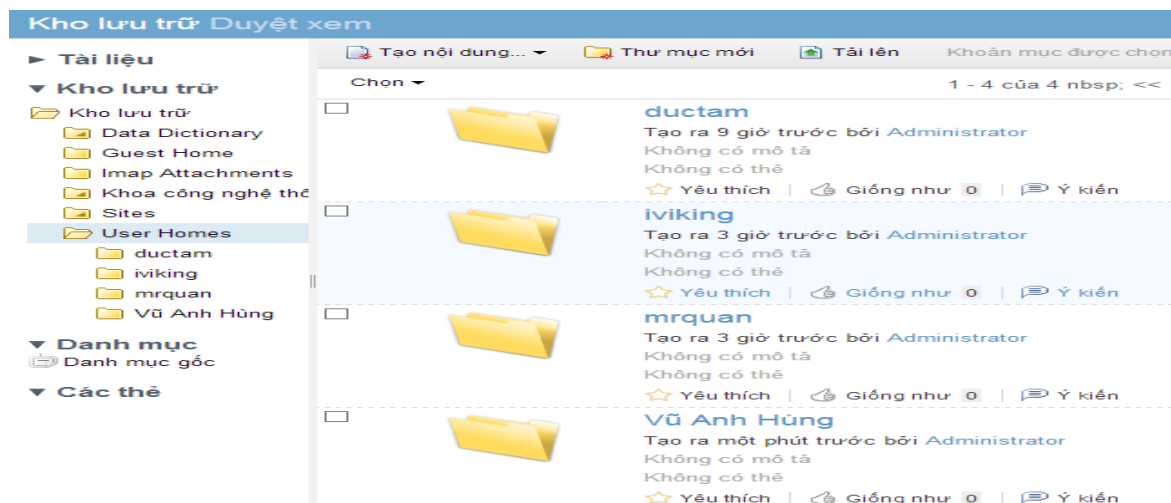 Kho lưu trữ Duyệt xem
► Tài liệu
▼ Kho lưu trữ
Kho lưu trữ
Data Dictionary
Guest Home
Imap Attachments
Khoa công nghệ thô
Sites
User Homes
ductam
iviking
mrquan
Vũ Anh Hùng
▼ Danh mục
Danh mục gốc
▼ Các thẻ
Tạo nội dung... Thư mục mới Tải lên Khoản mục được chọn
Chọn 1 - 4 của 4 nbsp; <<
ductam
Tạo ra 9 giờ trước bởi Administrator
Không có mô tả
Không có thẻ
Yêu thích | Giống như 0 | Ý kiến
iviking
Tạo ra 3 giờ trước bởi Administrator
Không có mô tả
Không có thẻ
Yêu thích | Giống như 0 | Ý kiến
mrquan
Tạo ra 3 giờ trước bởi Administrator
Không có mô tả
Không có thẻ
Yêu thích | Giống như 0 | Ý kiến
Vũ Anh Hùng
Tạo ra một phút trước bởi Administrator
Không có mô tả
Không có thẻ
Yêu thích | Giống như 0 | Ý kiến